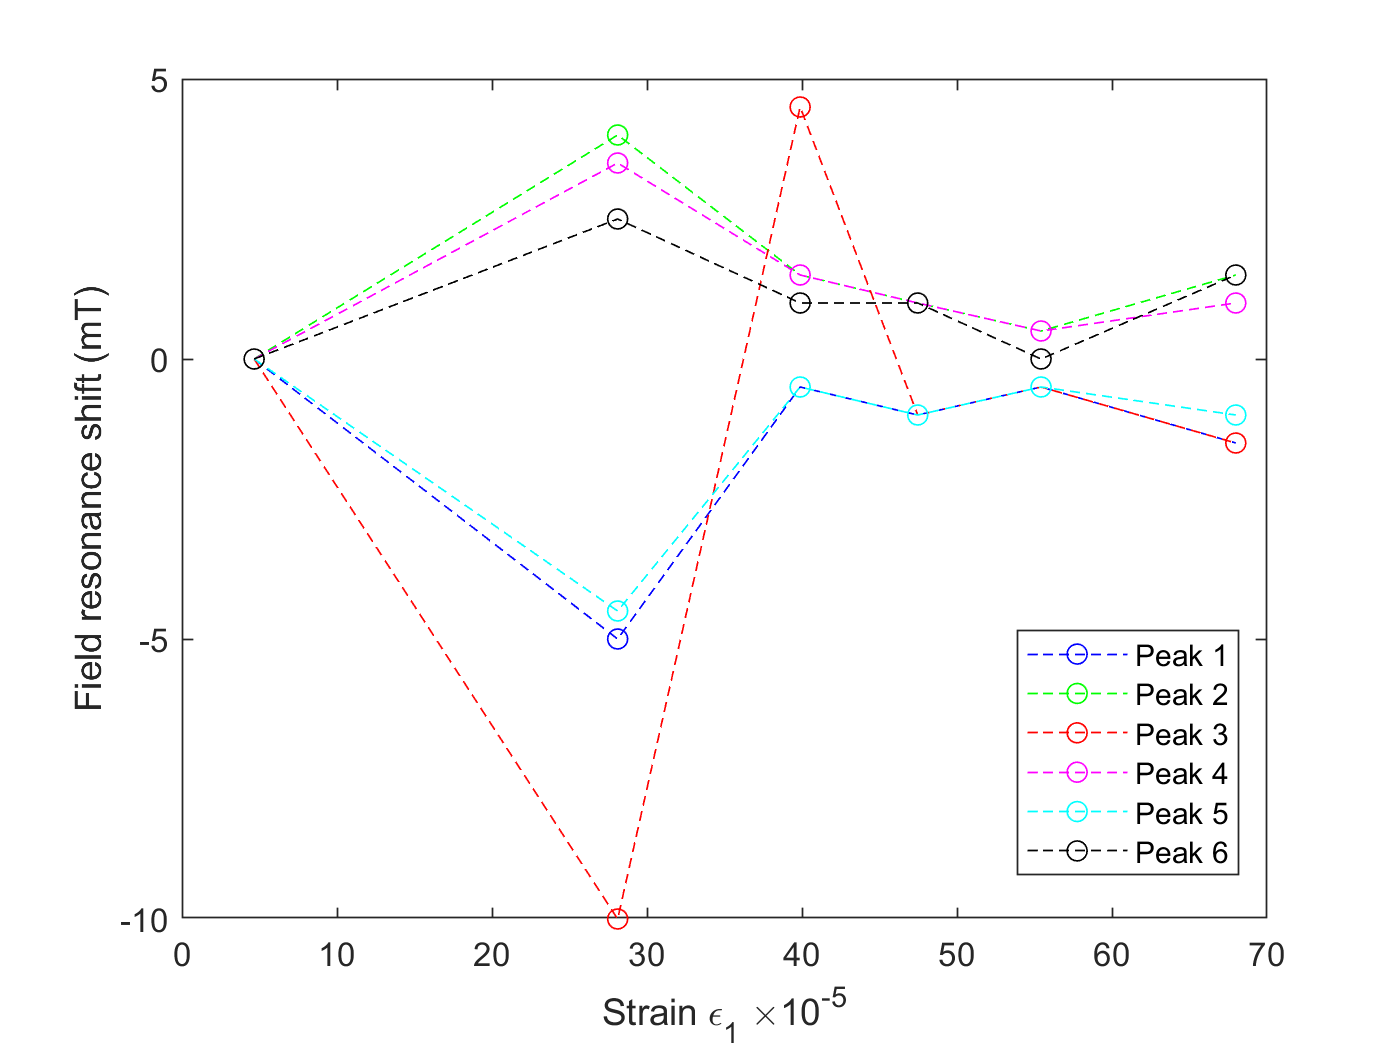 5
0
-5
-10
0 10 20 30 40 50 60 70
Field resonance shift (mT)
Strain ϵ₁ ×10⁻⁵
Peak 1
Peak 2
Peak 3
Peak 4
Peak 5
Peak 6